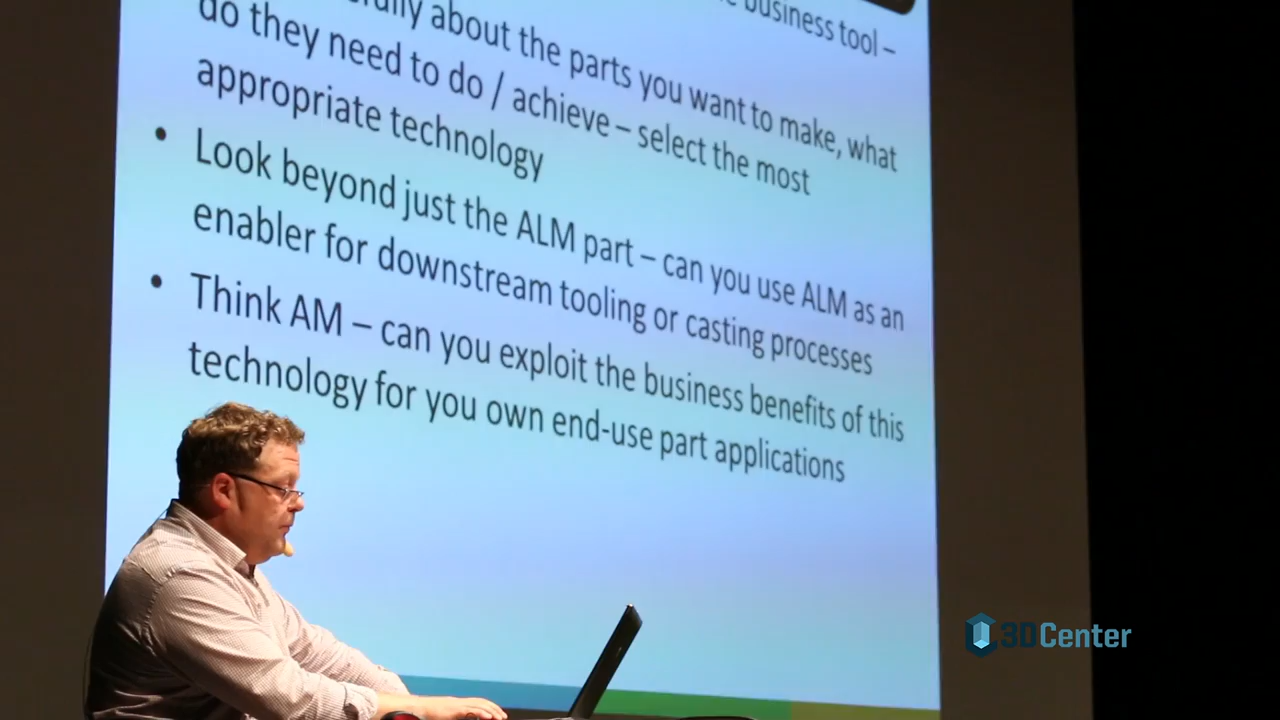 business tool –
about the parts you want to make, what
do they need to do / achieve – select the most
appropriate technology
• Look beyond just the ALM part – can you use ALM as an
enabler for downstream tooling or casting processes
• Think AM – can you exploit the business benefits of this
technology for you own end-use part applications
3DCenter